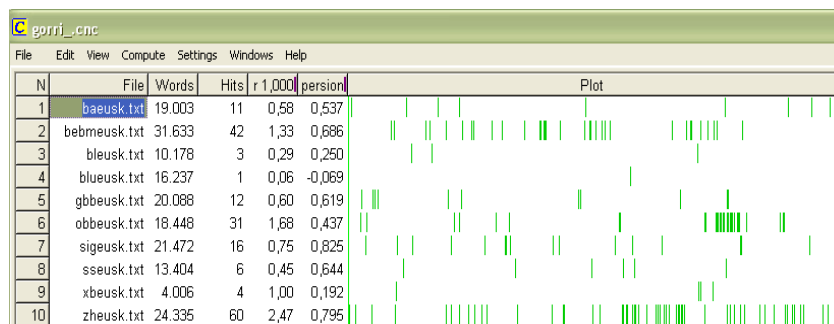 gorri_.cnc
File Edit View Compute Settings Windows Help
N File Words Hits r 1,000 persion Plot
1 baeusk.txt 19.003 11 0,58 0,537
2 bebmeusk.txt 31.633 42 1,33 0,686
3 bleusk.txt 10.178 3 0,29 0,250
4 blueusk.txt 16.237 1 0,06 -0,069
5 gbbeusk.txt 20.088 12 0,60 0,619
6 obbeusk.txt 18.448 31 1,68 0,437
7 sigeusk.txt 21.472 16 0,75 0,825
8 sseusk.txt 13.404 6 0,45 0,644
9 xbeusk.txt 4.006 4 1,00 0,192
10 zheusk.txt 24.335 60 2,47 0,795